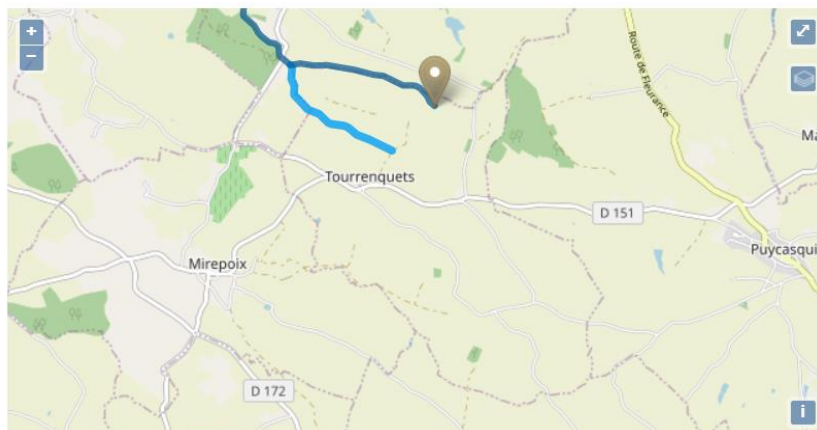 +
−
Route de Fleurance
Ma
Tourrenquets
D 151
Puycasqui
Mirepoix
D 172
i